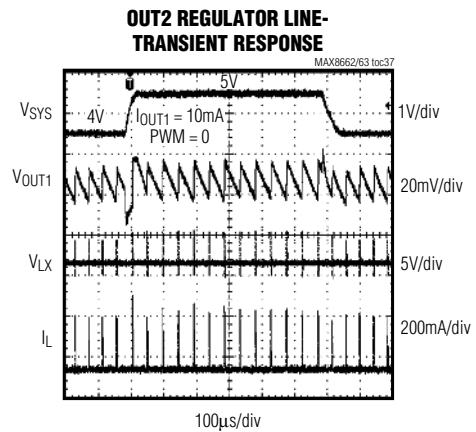 OUT2 REGULATOR LINE-
TRANSIENT RESPONSE
MAX8662/63 toc37
5V
VSYS
4V
IOUT1 = 10mA
PWM = 0
1V/div
VOUT1
20mV/div
VLX
5V/div
IL
200mA/div
100µs/div